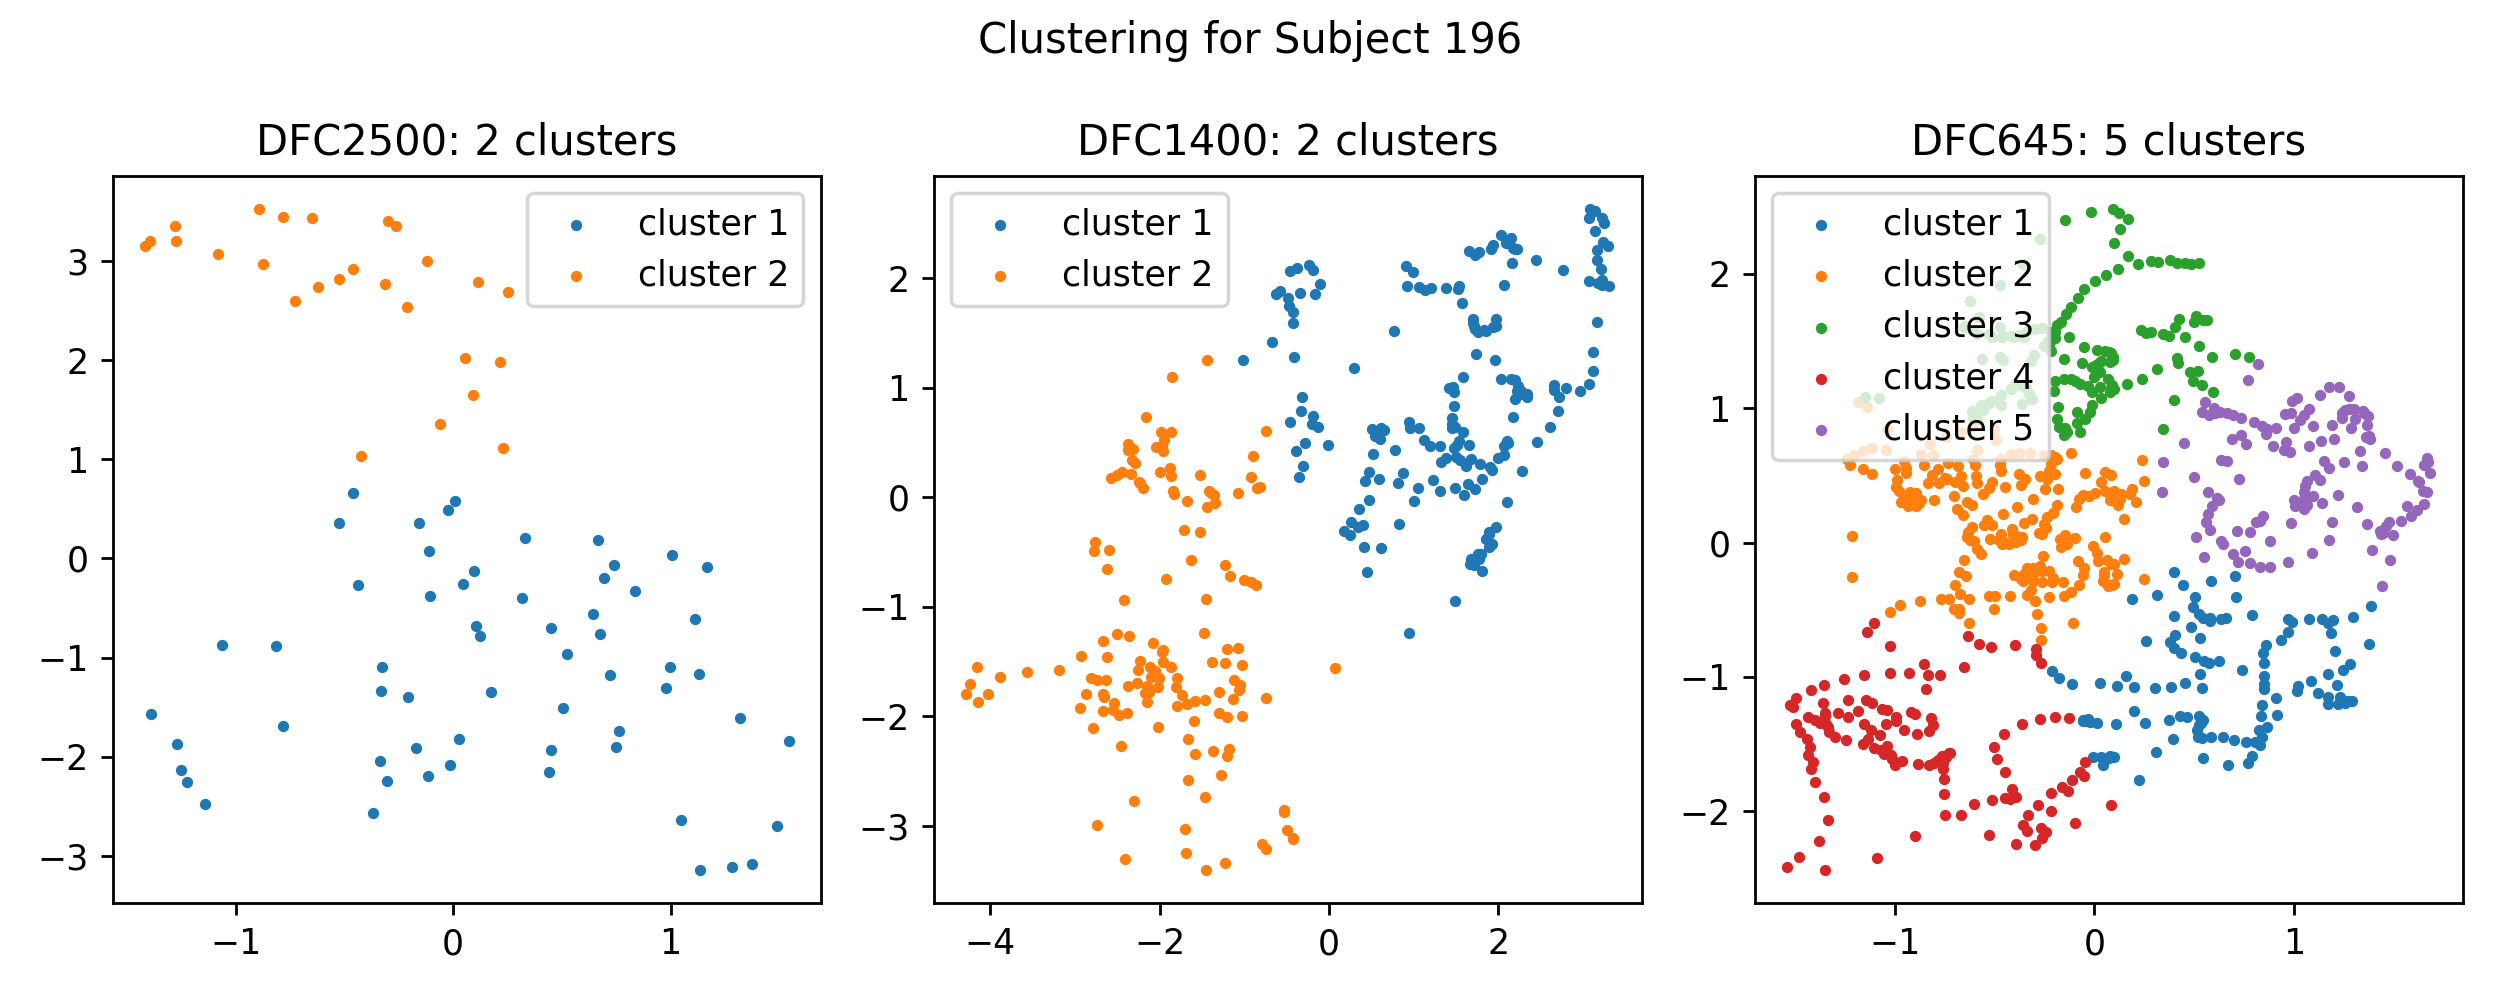 Clustering for Subject 196
DFC2500: 2 clusters
cluster 1
cluster 2
3
2
1
0
−1
−2
−3
−1 0 1
DFC1400: 2 clusters
cluster 1
cluster 2
2
1
0
−1
−2
−3
−4 −2 0 2
DFC645: 5 clusters
cluster 1
cluster 2
cluster 3
cluster 4
cluster 5
2
1
0
−1
−2
−1 0 1